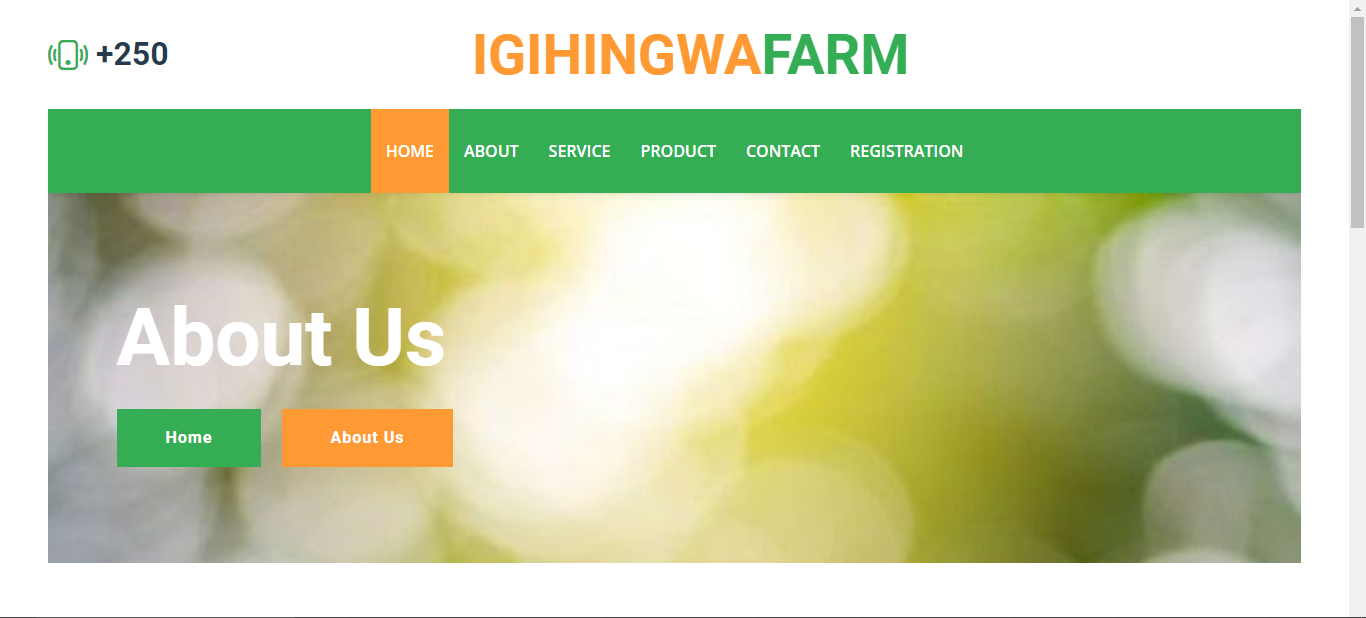 +250
IGIHINGWAFARM
HOME ABOUT SERVICE PRODUCT CONTACT REGISTRATION
About Us
Home About Us